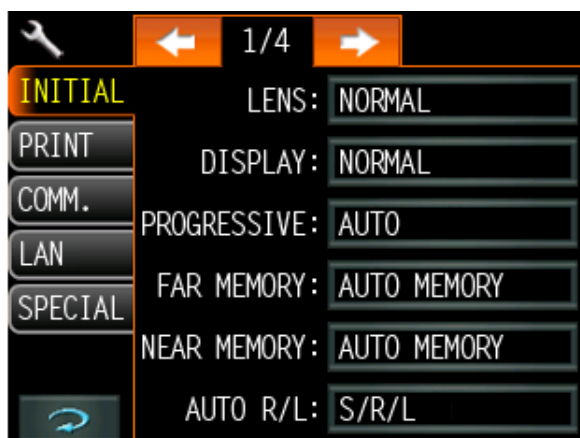 1/4
INITIAL
LENS: NORMAL
PRINT
DISPLAY: NORMAL
COMM.
PROGRESSIVE: AUTO
LAN
FAR MEMORY: AUTO MEMORY
SPECIAL
NEAR MEMORY: AUTO MEMORY
AUTO R/L: S/R/L